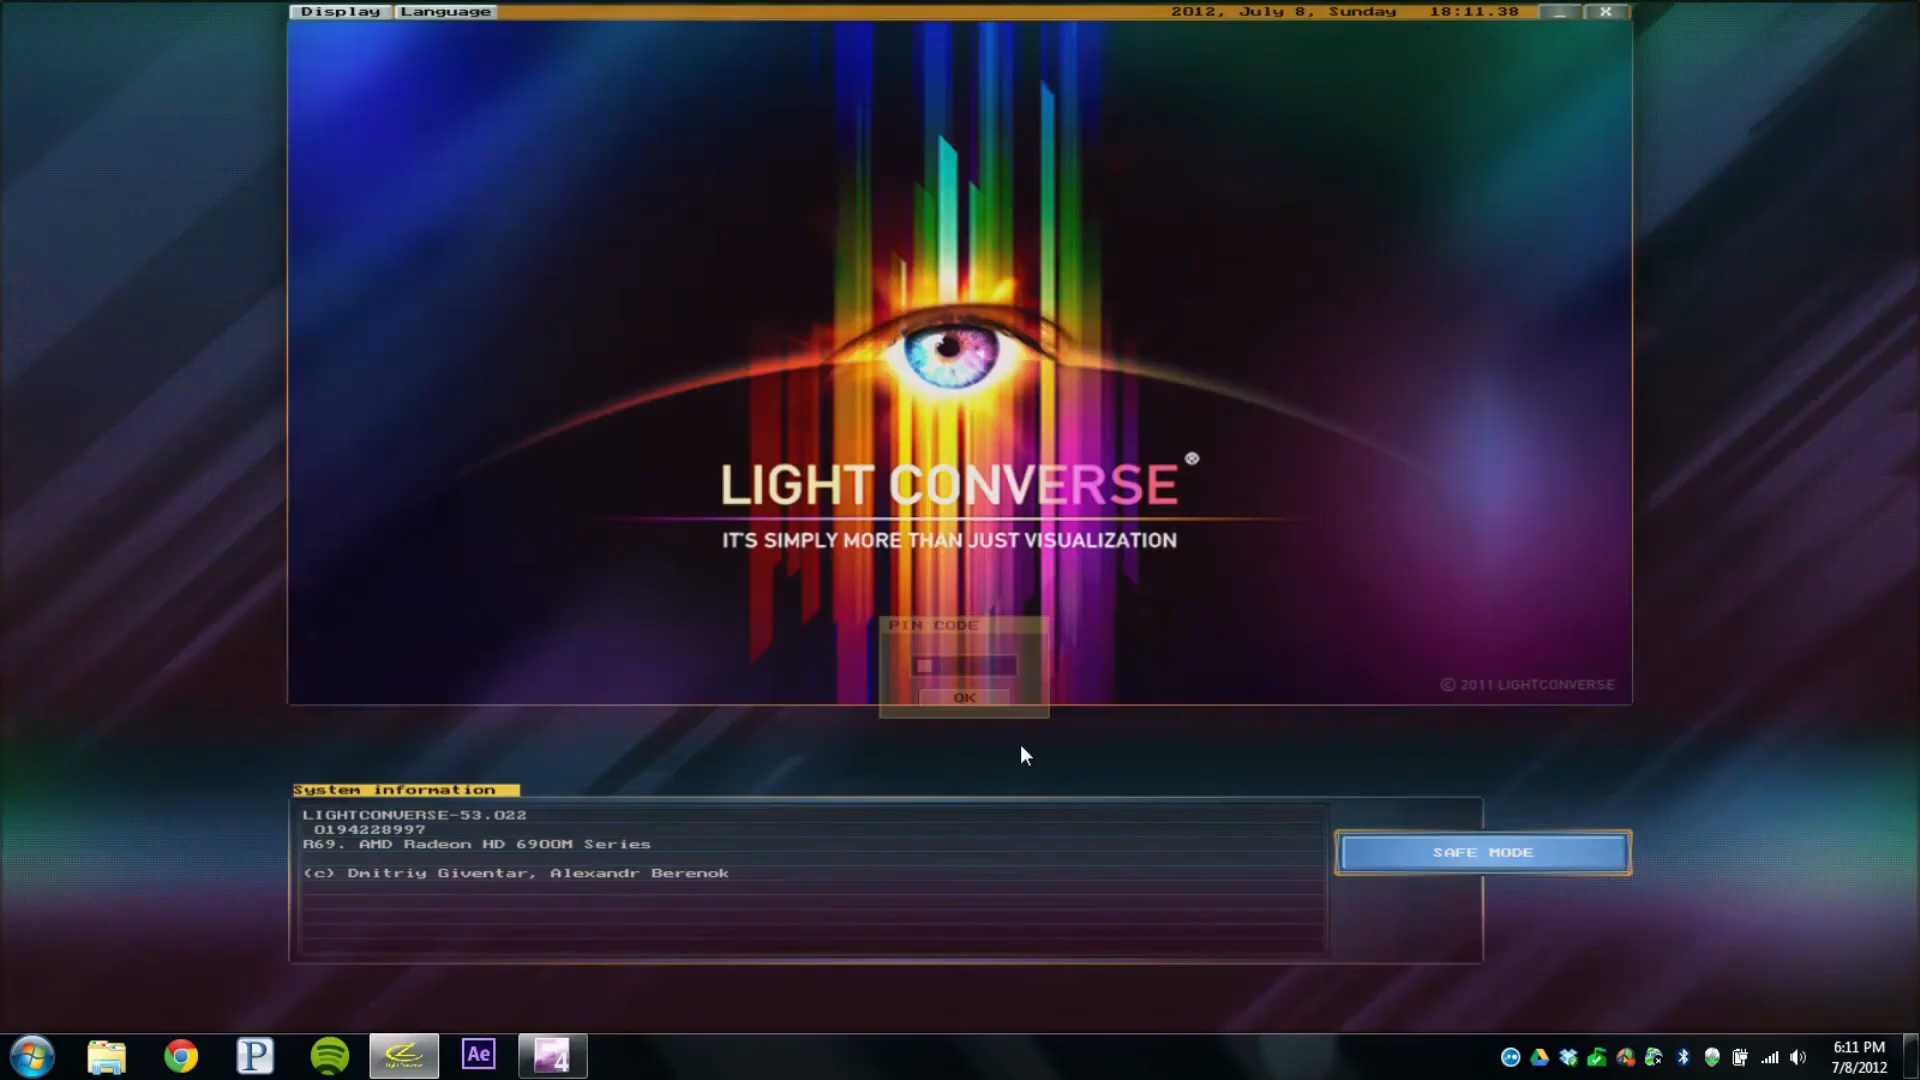 Display Language 2012, July 8, Sunday 18:11.38 _ X
LIGHT CONVERSE®
IT'S SIMPLY MORE THAN JUST VISUALIZATION
PIN CODE
OK
© 2011 LIGHTCONVERSE
System information
LIGHTCONVERSE-53.022
0194228997
R69. AMD Radeon HD 6900M Series
(c) Dmitriy Giventar, Alexandr Berenok
SAFE MODE
P
Ae
4
6:11 PM
7/8/2012